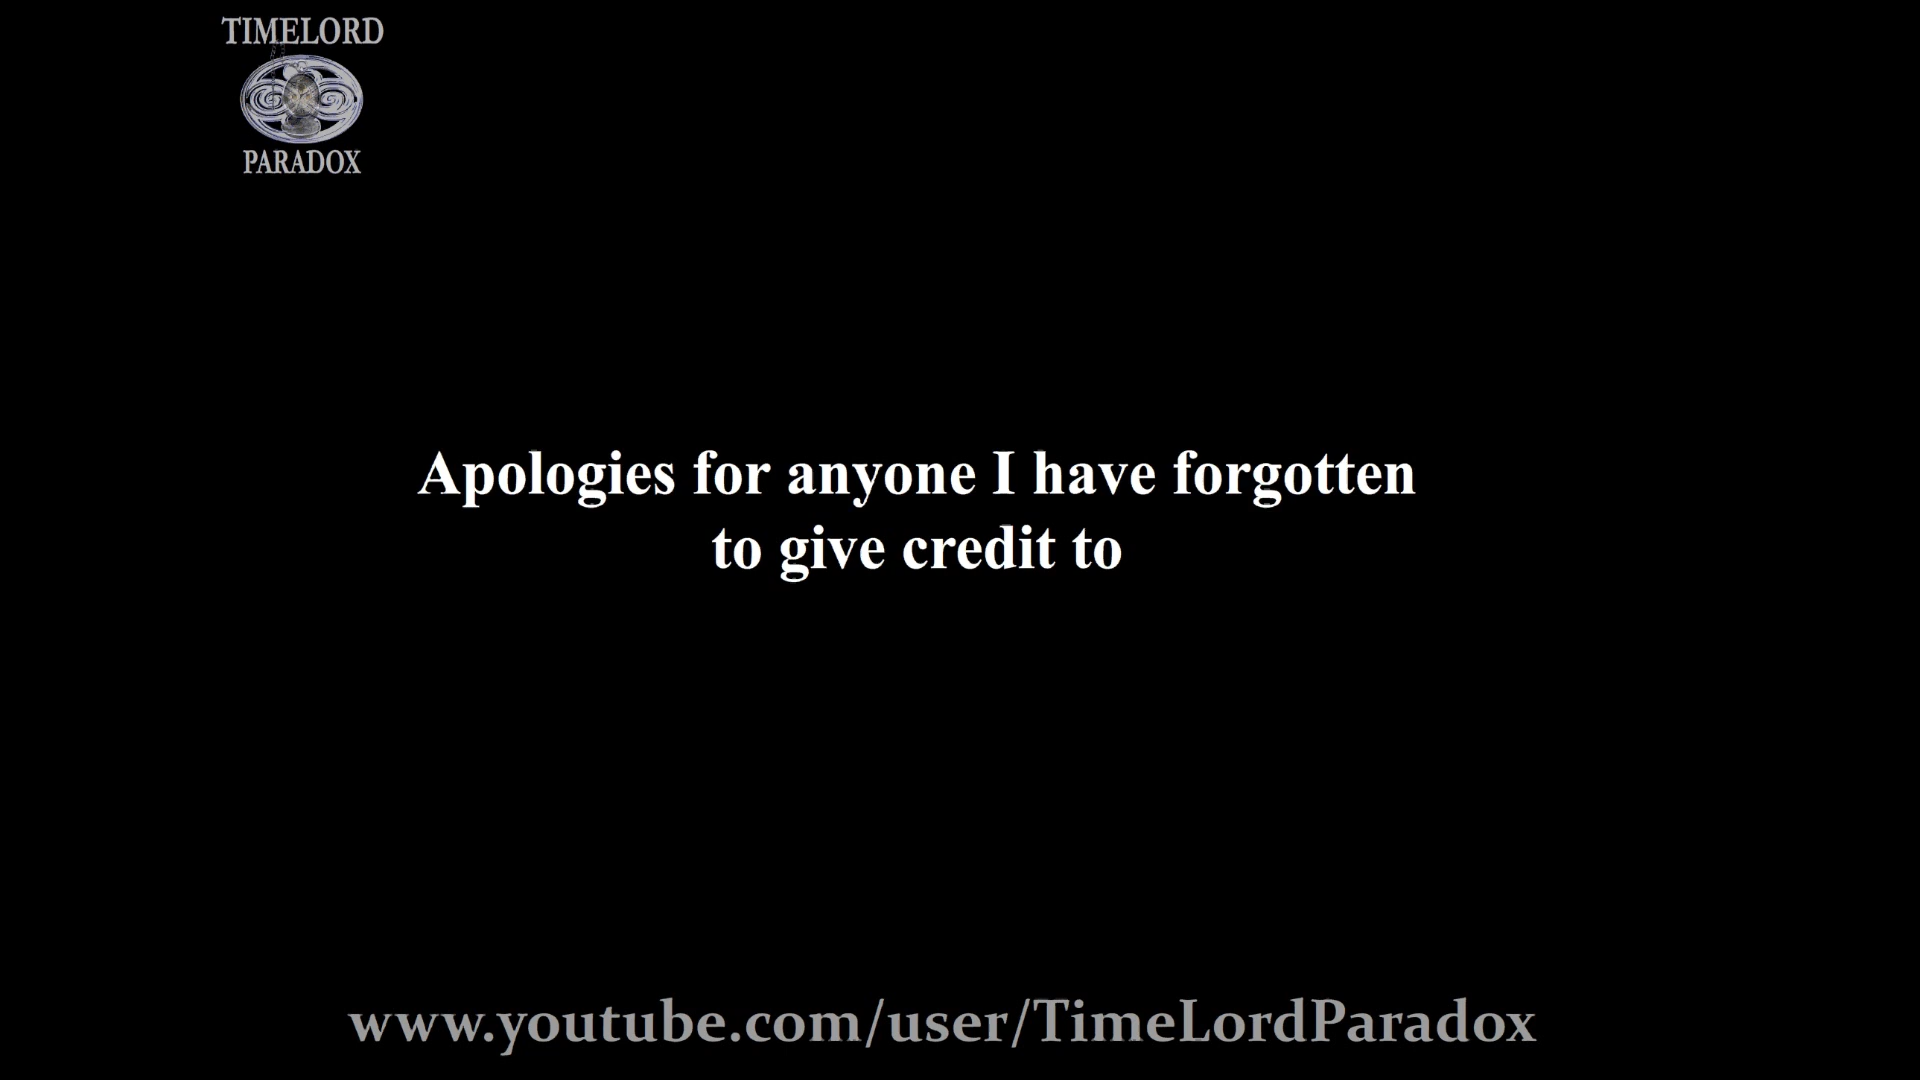 TIMELORD
PARADOX
Apologies for anyone I have forgotten
to give credit to
www.youtube.com/user/TimeLordParadox